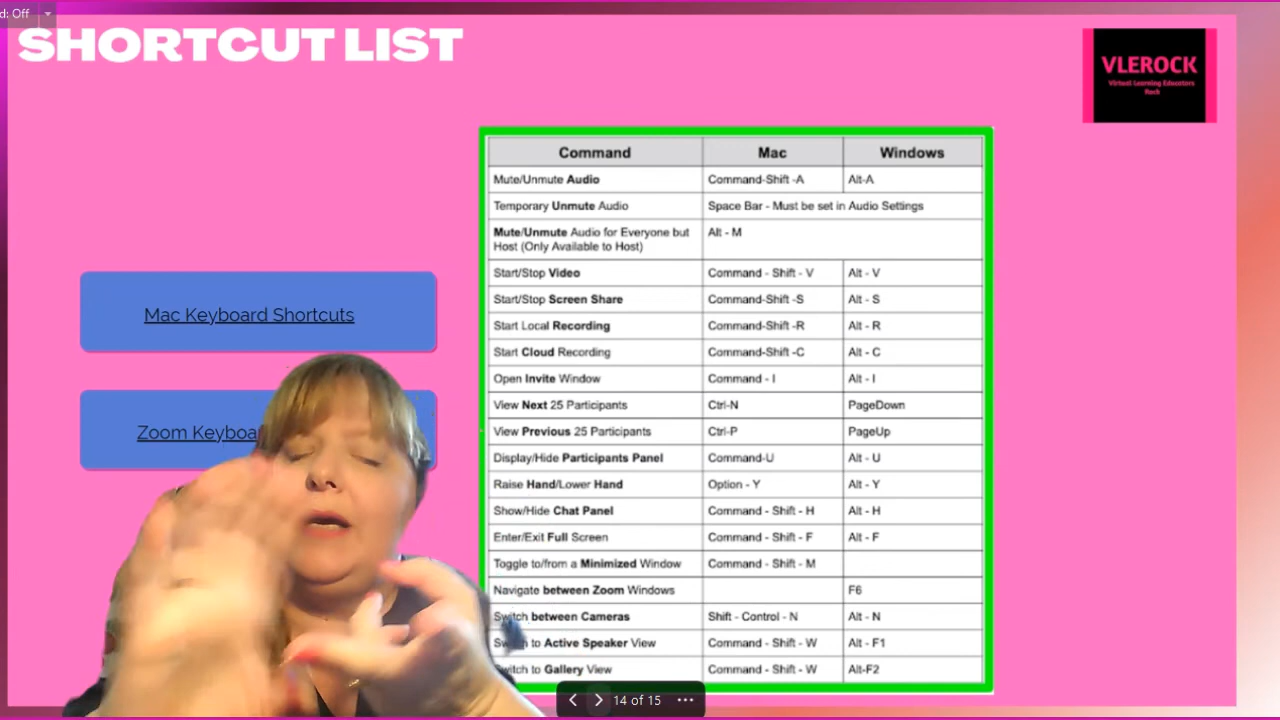 d: Off
SHORTCUT LIST
VLEROCK
Virtual Learning Educators
Rock
Mac Keyboard Shortcuts
Zoom
Command Mac Windows
Mute/Unmute Audio Command-Shift -A Alt-A
Temporary Unmute Audio Space Bar - Must be set in Audio Settings
Mute/Unmute Audio for Everyone but
Host (Only Available to Host) Alt - M
Start/Stop Video Command - Shift - V Alt - V
Start/Stop Screen Share Command-Shift -S Alt - S
Start Local Recording Command-Shift -R Alt - R
Start Cloud Recording Command-Shift -C Alt - C
Open Invite Window Command - I Alt - I
View Next 25 Participants Ctrl-N PageDown
View Previous 25 Participants Ctrl-P PageUp
Display/Hide Participants Panel Command-U Alt - U
Raise Hand/Lower Hand Option - Y Alt - Y
Show/Hide Chat Panel Command - Shift - H Alt - H
Enter/Exit Full Screen Command - Shift - F Alt - F
Toggle to/from a Minimized Window Command - Shift - M
Navigate between Zoom Windows F6
Switch between Cameras Shift - Control - N Alt - N
to Active Speaker View Command - Shift - W Alt - F1
witch to Gallery View Command - Shift - W Alt-F2
14 of 15